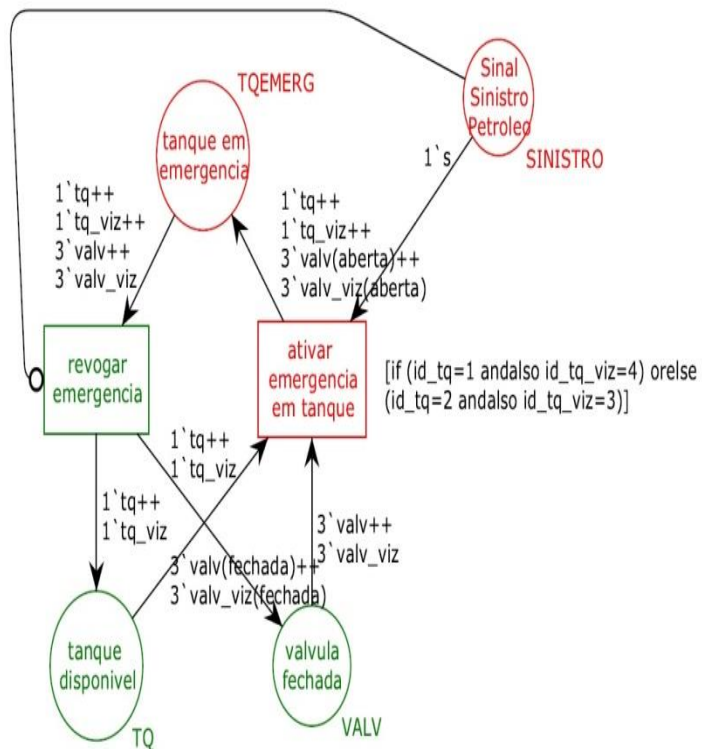 Sinal
Sinistro
Petroleo
SINISTRO
TQEMERG
tanque em
emergencia
1`s
1`tq++
1`tq_viz++
3`valv++
3`valv_viz
1`tq++
1`tq_viz++
3`valv(aberta)++
3`valv_viz(aberta)
revogar
emergencia
ativar
emergencia
em tanque
[if (id_tq=1 andalso id_tq_viz=4) orelse
(id_tq=2 andalso id_tq_viz=3)]
1`tq++
1`tq_viz
1`tq++
1`tq_viz
3`valv++
3`valv_viz
3`valv(fechada)++
3`valv_viz(fechada)
tanque
disponivel
TQ
valvula
fechada
VALV